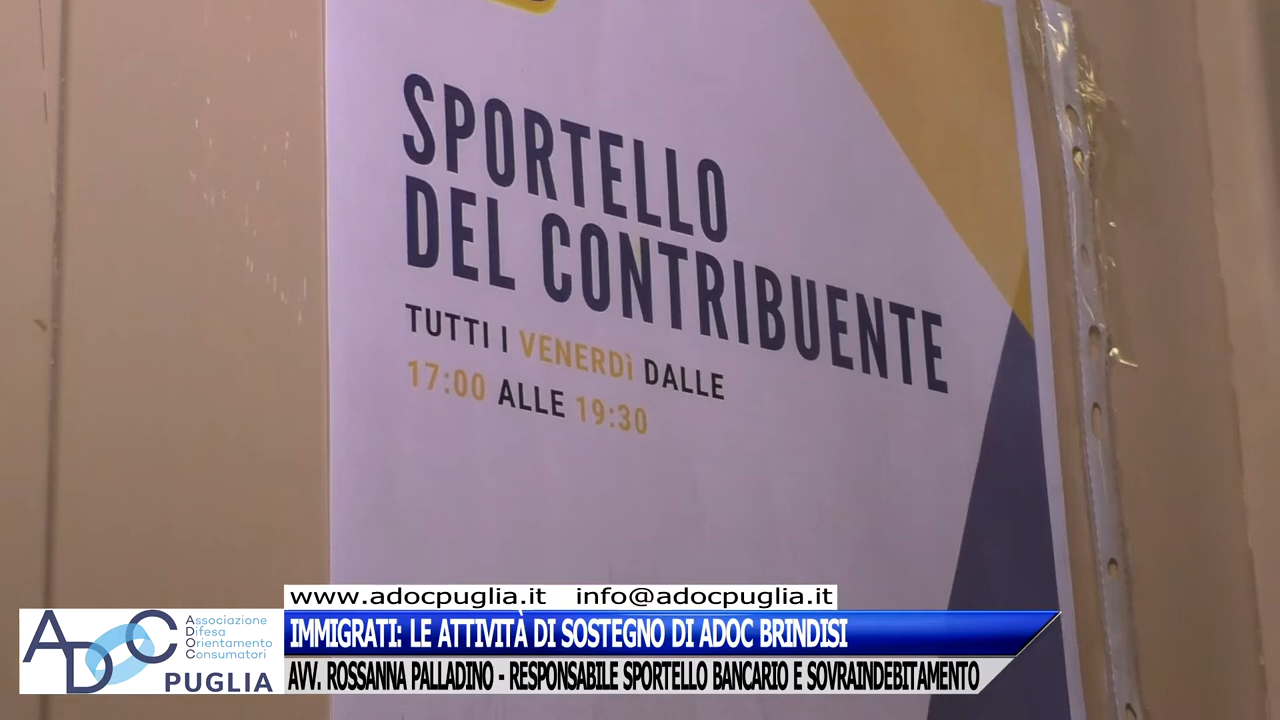 SPORTELLO
DEL CONTRIBUENTE
TUTTI I VENERDì DALLE
17:00 ALLE 19:30
www.adocpuglia.it info@adocpuglia.it
IMMIGRATI: LE ATTIVITÀ DI SOSTEGNO DI ADOC BRINDISI
AVV. ROSSANNA PALLADINO - RESPONSABILE SPORTELLO BANCARIO E SOVRAINDEBITAMENTO
ADOC
Associazione
Difesa
Orientamento
Consumatori
PUGLIA